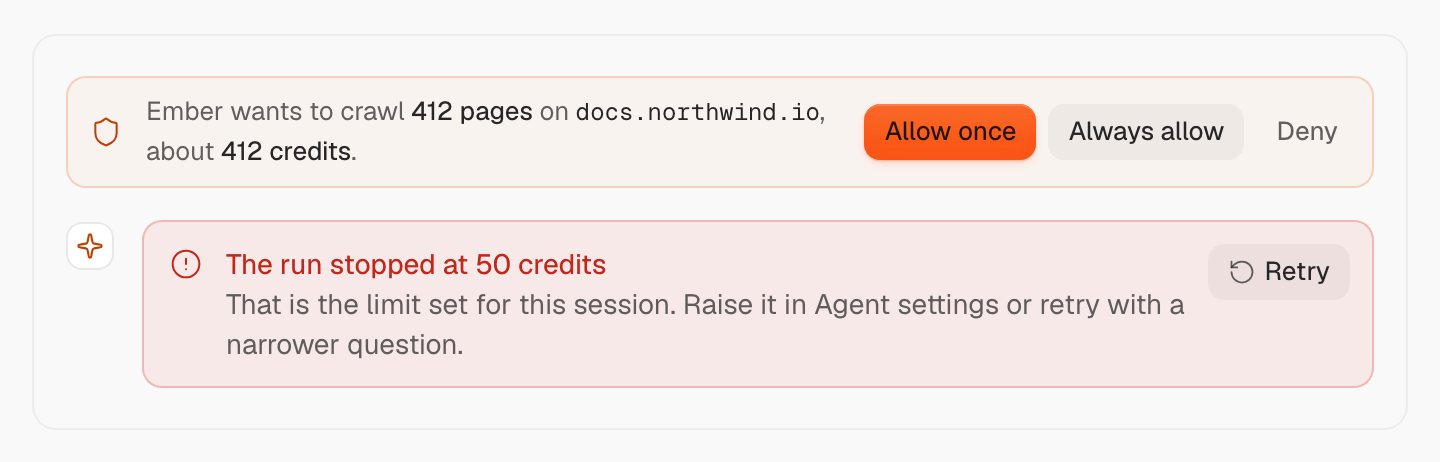 Ember wants to crawl 412 pages on docs.northwind.io,
about 412 credits.
Allow once
Always allow
Deny
The run stopped at 50 credits
That is the limit set for this session. Raise it in Agent settings or retry with a
narrower question.
Retry